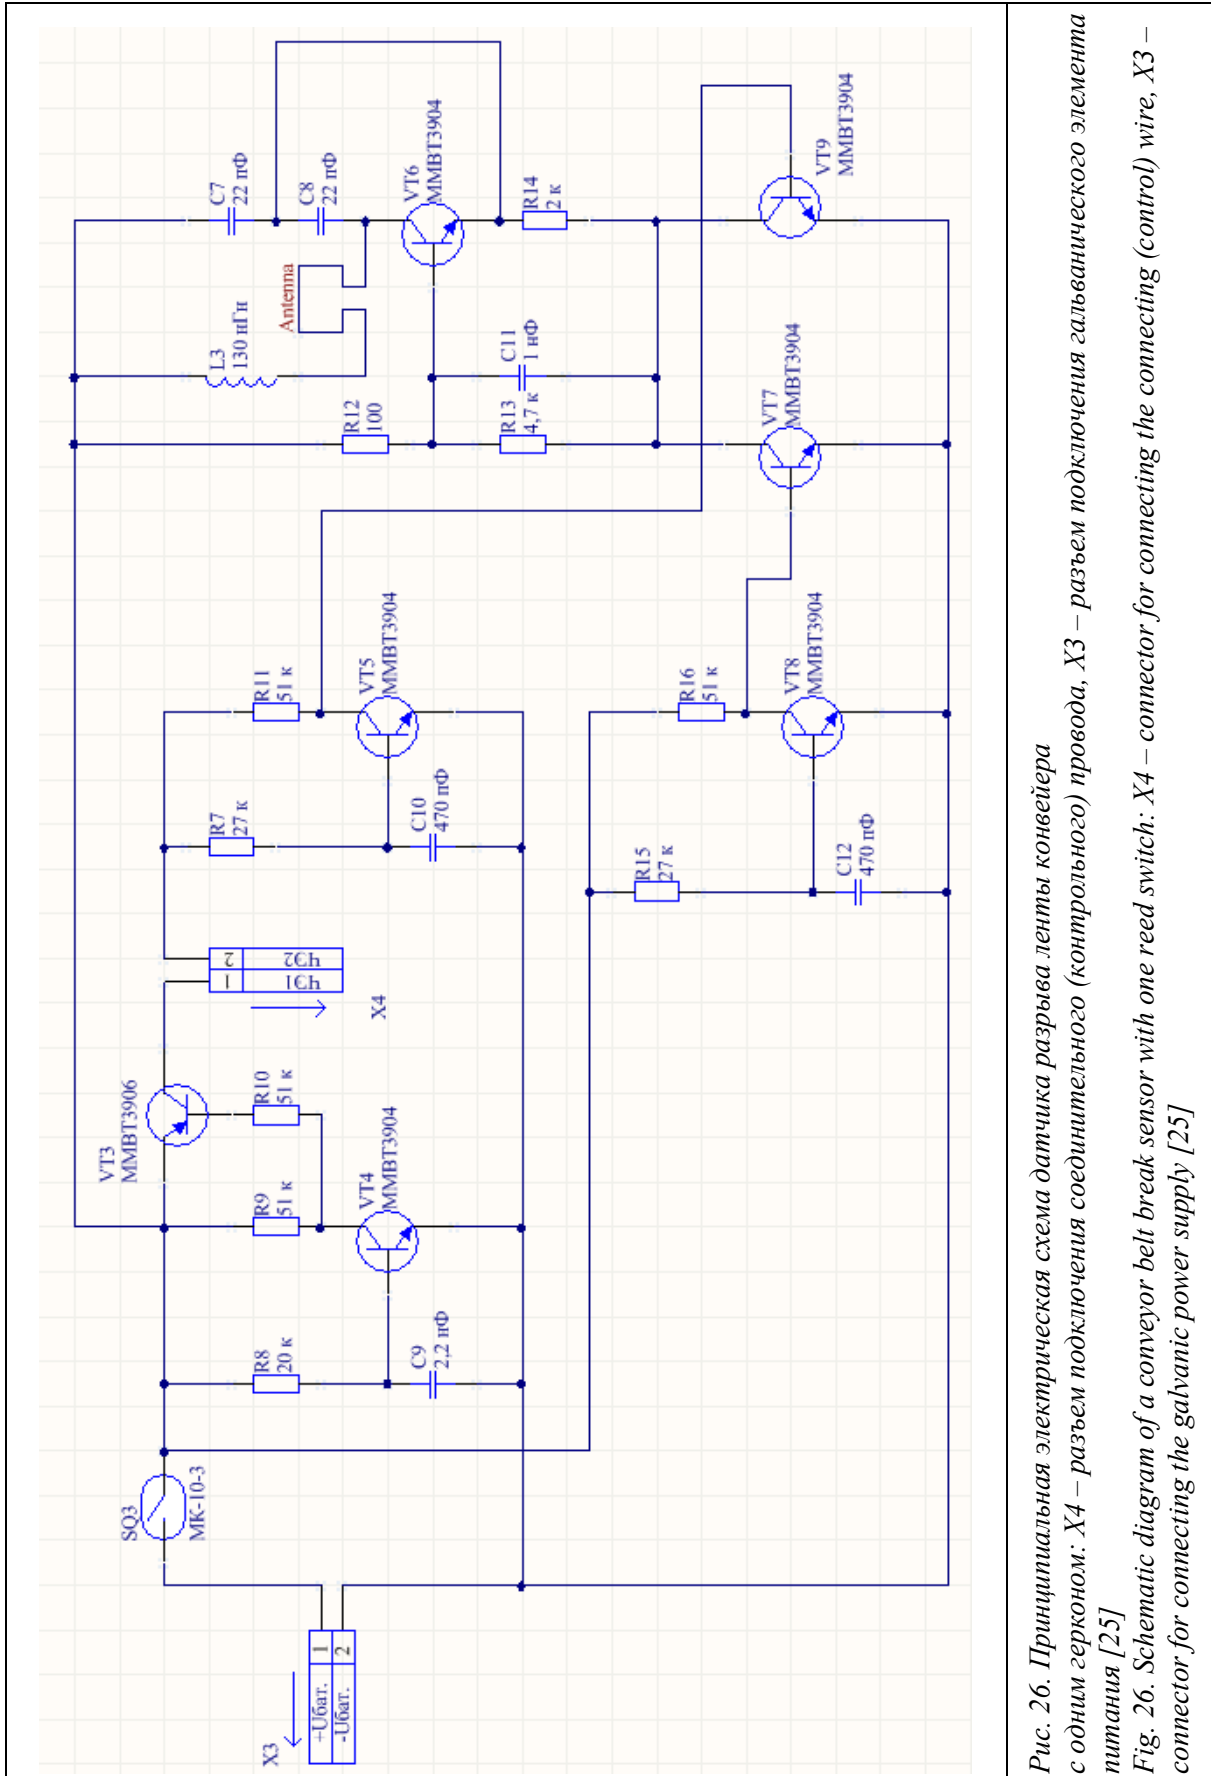 X3
+Uбат. 1
-Uбат. 2
SQ3
МК-10-3
R8
20 к
C9
2,2 нФ
R9
51 к
VT3
MMBT3906
R10
51 к
VT4
MMBT3904
X4
1 ЧЭ1
2 ЧЭ2
R7
27 к
C10
470 пФ
R11
51 к
VT5
MMBT3904
R15
27 к
C12
470 пФ
R16
51 к
VT8
MMBT3904
R12
100
L3
130 нГн
Antenna
C7
22 пФ
C8
22 пФ
VT6
MMBT3904
R13
4,7 к
C11
1 нФ
R14
2 к
VT7
MMBT3904
VT9
MMBT3904
Рис. 26. Принципиальная электрическая схема датчика разрыва ленты конвейера
с одним герконом: X4 – разъем подключения соединительного (контрольного) провода, X3 – разъем подключения гальванического элемента
питания [25]
Fig. 26. Schematic diagram of a conveyor belt break sensor with one reed switch: X4 – connector for connecting the connecting (control) wire, X3 –
connector for connecting the galvanic power supply [25]